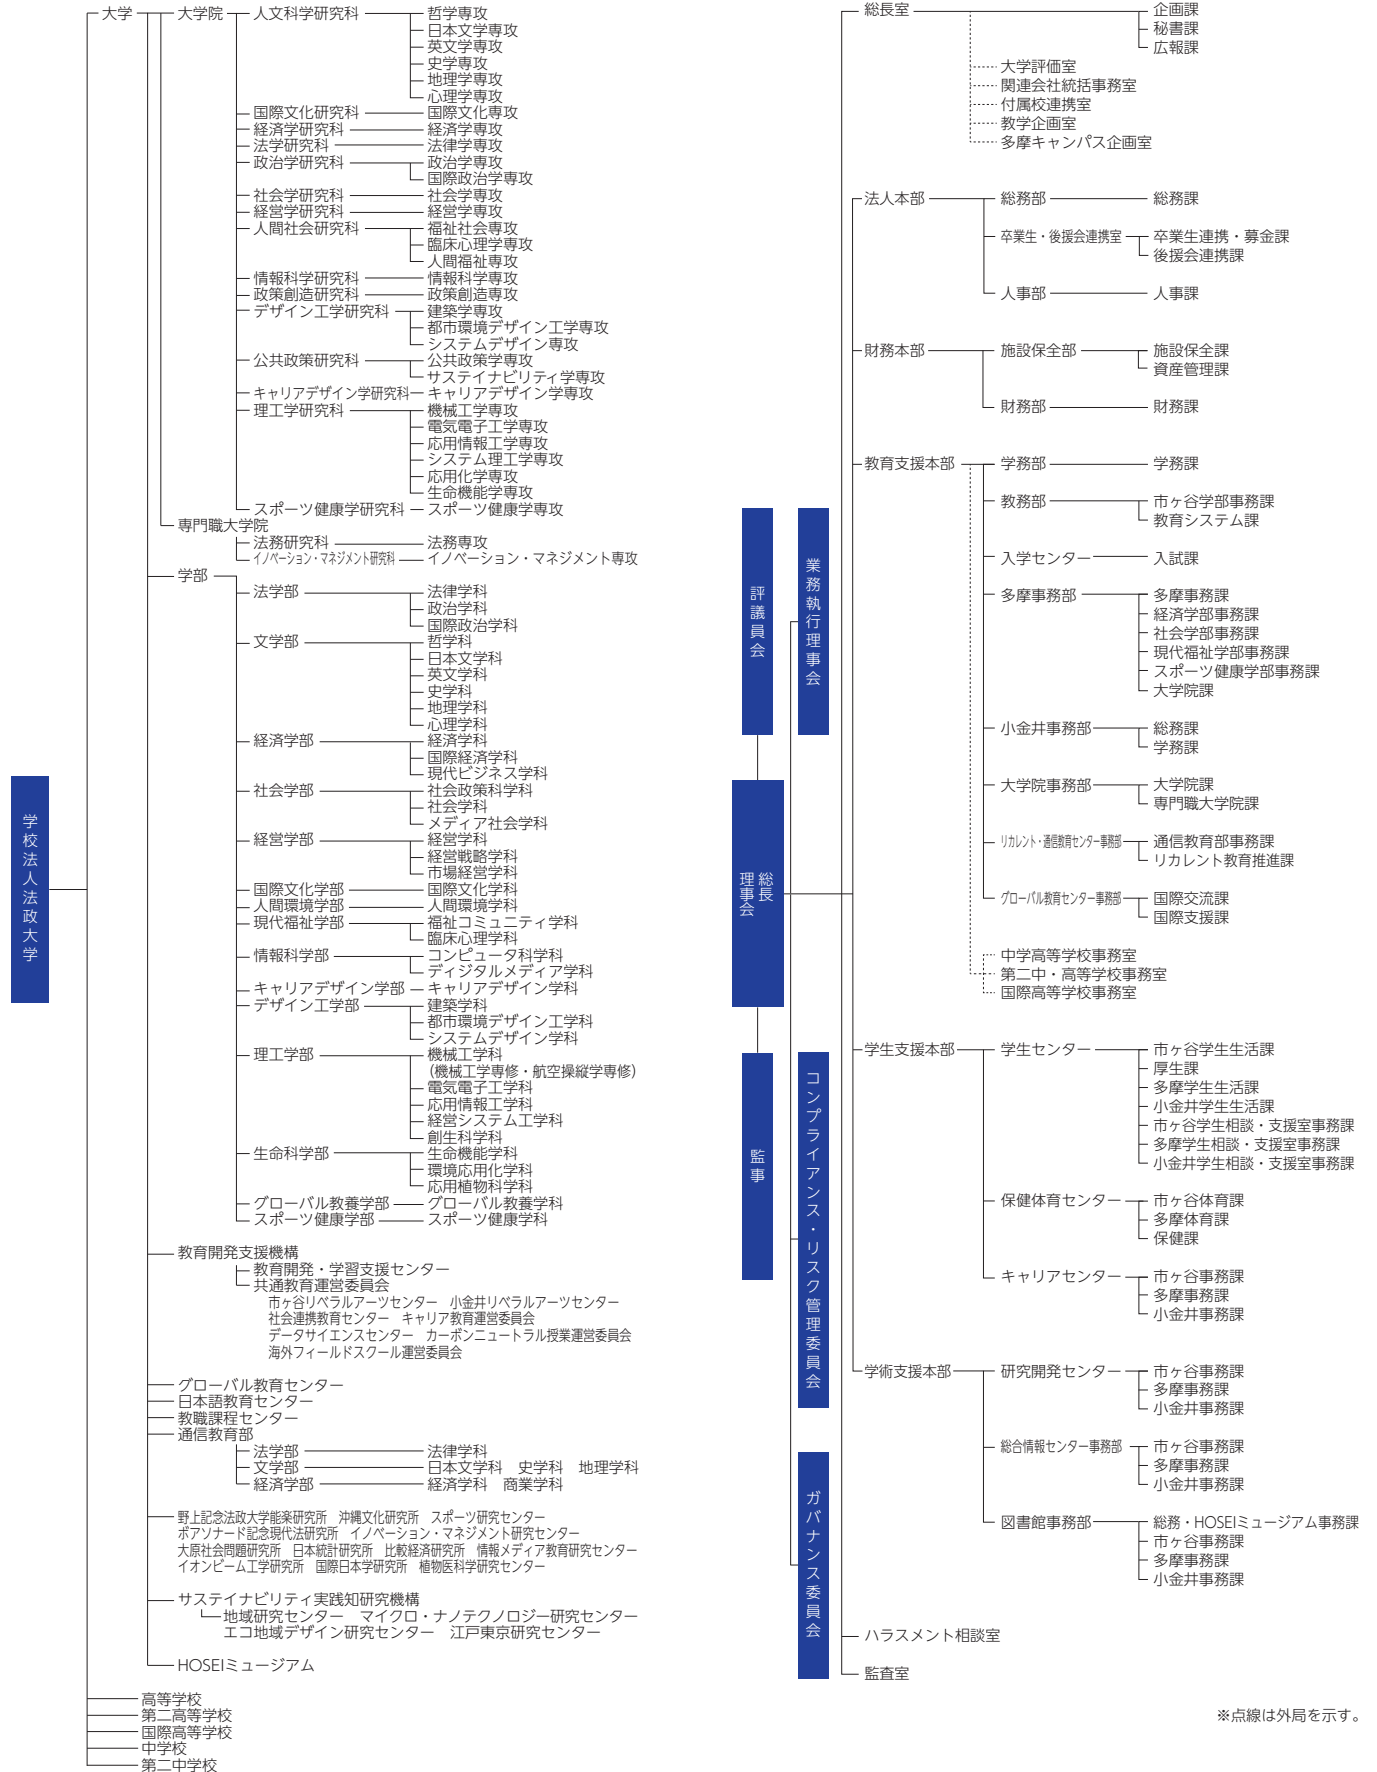 学校法人法政大学
大学
大学院
人文科学研究科
哲学専攻
日本文学専攻
英文学専攻
史学専攻
地理学専攻
心理学専攻
国際文化研究科
国際文化専攻
経済学研究科
経済学専攻
法学研究科
法律学専攻
政治学研究科
政治学専攻
国際政治学専攻
社会学研究科
社会学専攻
経営学研究科
経営学専攻
人間社会研究科
福祉社会専攻
臨床心理学専攻
人間福祉専攻
情報科学研究科
情報科学専攻
政策創造研究科
政策創造専攻
デザイン工学研究科
建築学専攻
都市環境デザイン工学専攻
システムデザイン専攻
公共政策研究科
公共政策学専攻
サステイナビリティ学専攻
キャリアデザイン学研究科
キャリアデザイン学専攻
理工学研究科
機械工学専攻
電気電子工学専攻
応用情報工学専攻
システム理工学専攻
応用化学専攻
生命機能学専攻
スポーツ健康学研究科
スポーツ健康学専攻
専門職大学院
法務研究科
法務専攻
イノベーション・マネジメント研究科
イノベーション・マネジメント専攻
学部
法学部
法律学科
政治学科
国際政治学科
文学部
哲学科
日本文学科
英文学科
史学科
地理学科
心理学科
経済学部
経済学科
国際経済学科
現代ビジネス学科
社会学部
社会政策科学科
社会学科
メディア社会学科
経営学部
経営学科
経営戦略学科
市場経営学科
国際文化学部
国際文化学科
人間環境学部
人間環境学科
現代福祉学部
福祉コミュニティ学科
臨床心理学科
情報科学部
コンピュータ科学科
ディジタルメディア学科
キャリアデザイン学部
キャリアデザイン学科
デザイン工学部
建築学科
都市環境デザイン工学科
システムデザイン学科
理工学部
機械工学科
(機械工学専修・航空操縦学専修)
電気電子工学科
応用情報工学科
経営システム工学科
創生科学科
生命科学部
生命機能学科
環境応用化学科
応用植物科学科
グローバル教養学部
グローバル教養学科
スポーツ健康学部
スポーツ健康学科
教育開発支援機構
教育開発・学習支援センター
共通教育運営委員会
市ヶ谷リベラルアーツセンター　小金井リベラルアーツセンター
社会連携教育センター　キャリア教育運営委員会
データサイエンスセンター　カーボンニュートラル授業運営委員会
海外フィールドスクール運営委員会
グローバル教育センター
日本語教育センター
教職課程センター
通信教育部
法学部
法律学科
文学部
日本文学科　史学科　地理学科
経済学部
経済学科　商業学科
野上記念法政大学能楽研究所　沖縄文化研究所　スポーツ研究センター
ボアソナード記念現代法研究所　イノベーション・マネジメント研究センター
大原社会問題研究所　日本統計研究所　比較経済研究所　情報メディア教育研究センター
イオンビーム工学研究所　国際日本学研究所　植物医科学研究センター
サステイナビリティ実践知研究機構
地域研究センター　マイクロ・ナノテクノロジー研究センター
エコ地域デザイン研究センター　江戸東京研究センター
HOSEIミュージアム
高等学校
第二高等学校
国際高等学校
中学校
第二中学校
評議員会
業務執行理事会
総長
理事会
監事
コンプライアンス・リスク管理委員会
ガバナンス委員会
総長室
企画課
秘書課
広報課
大学評価室
関連会社統括事務室
付属校連携室
教学企画室
多摩キャンパス企画室
法人本部
総務部
総務課
卒業生・後援会連携室
卒業生連携・募金課
後援会連携課
人事部
人事課
財務本部
施設保全部
施設保全課
資産管理課
財務部
財務課
教育支援本部
学務部
学務課
教務部
市ヶ谷学部事務課
教育システム課
入学センター
入試課
多摩事務部
多摩事務課
経済学部事務課
社会学部事務課
現代福祉学部事務課
スポーツ健康学部事務課
大学院課
小金井事務部
総務課
学務課
大学院事務部
大学院課
専門職大学院課
リカレント・通信教育センター事務部
通信教育部事務課
リカレント教育推進課
グローバル教育センター事務部
国際交流課
国際支援課
中学高等学校事務室
第二中・高等学校事務室
国際高等学校事務室
学生支援本部
学生センター
市ヶ谷学生生活課
厚生課
多摩学生生活課
小金井学生生活課
市ヶ谷学生相談・支援室事務課
多摩学生相談・支援室事務課
小金井学生相談・支援室事務課
保健体育センター
市ヶ谷体育課
多摩体育課
保健課
キャリアセンター
市ヶ谷事務課
多摩事務課
小金井事務課
学術支援本部
研究開発センター
市ヶ谷事務課
多摩事務課
小金井事務課
総合情報センター事務部
市ヶ谷事務課
多摩事務課
小金井事務課
図書館事務部
総務・HOSEIミュージアム事務課
市ヶ谷事務課
多摩事務課
小金井事務課
ハラスメント相談室
監査室
※点線は外局を示す。